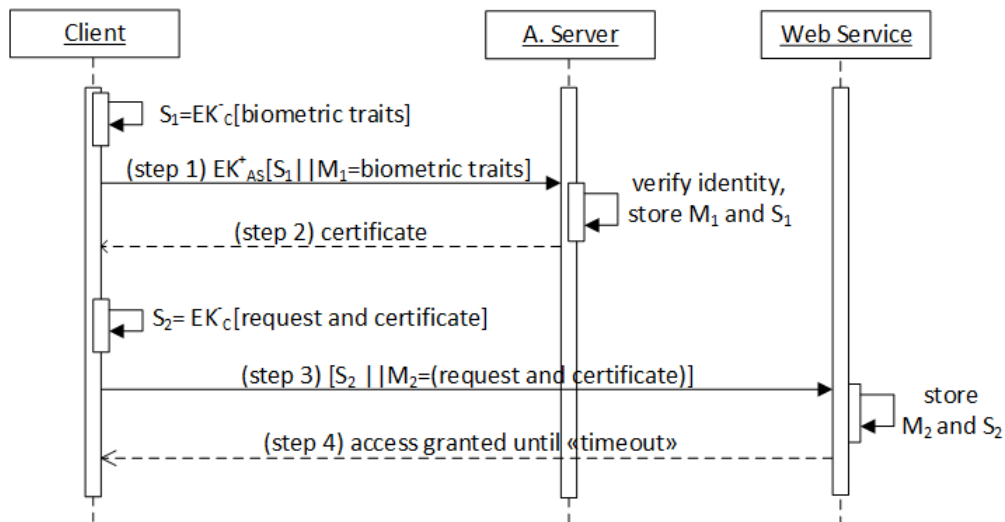 Client
A. Server
Web Service
S₁=EK⁻C[biometric traits]
(step 1) EK⁺AS[S₁||M₁=biometric traits]
verify identity,
store M₁ and S₁
(step 2) certificate
S₂= EK⁻C[request and certificate]
(step 3) [S₂ ||M₂=(request and certificate)]
store
M₂ and S₂
(step 4) access granted until «timeout»